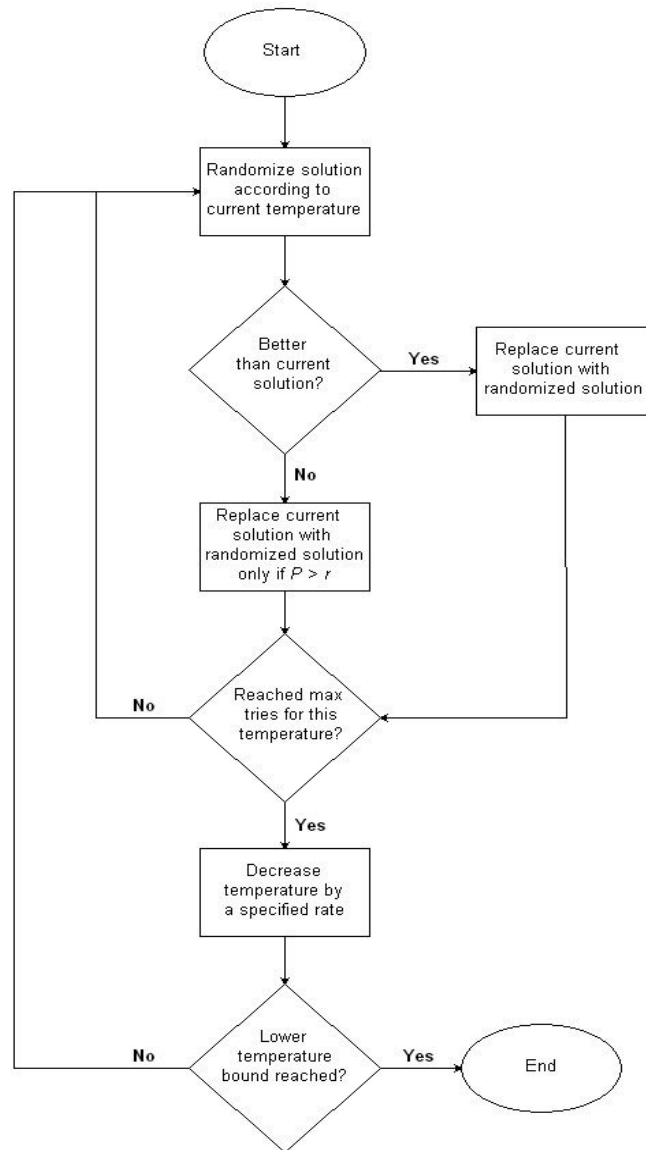 Start
Randomize solution
according to
current temperature
Better
than current
solution?
Yes
Replace current
solution with
randomized solution
No
Replace current
solution with
randomized solution
only if P > r
Reached max
tries for this
temperature?
No
Yes
Decrease
temperature by
a specified rate
Lower
temperature
bound reached?
No
Yes
End